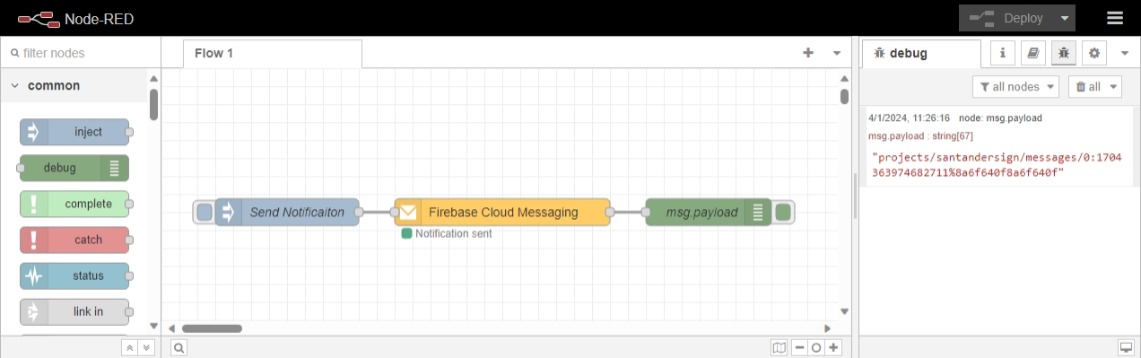 Node-RED
Deploy
filter nodes
Flow 1
debug
i
all nodes
all
common
inject
debug
complete
catch
status
link in
Send Notificaiton
Firebase Cloud Messaging
Notification sent
msg.payload
4/1/2024, 11:26:16 node: msg.payload
msg.payload : string[67]
"projects/santandersign/messages/0:1704
363974682711%8a6f640f8a6f640f"